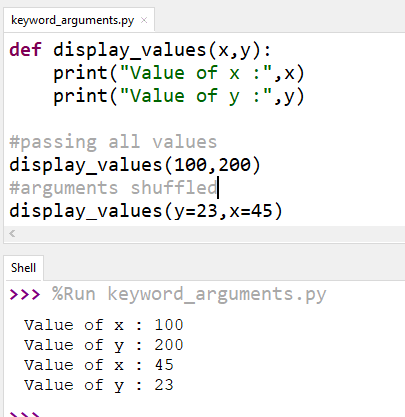 keyword_arguments.py ×
def display_values(x,y):
    print("Value of x :",x)
    print("Value of y :",y)
#passing all values
display_values(100,200)
#arguments shuffled
display_values(y=23,x=45)
Shell
>>> %Run keyword_arguments.py
Value of x : 100
Value of y : 200
Value of x : 45
Value of y : 23
>>>